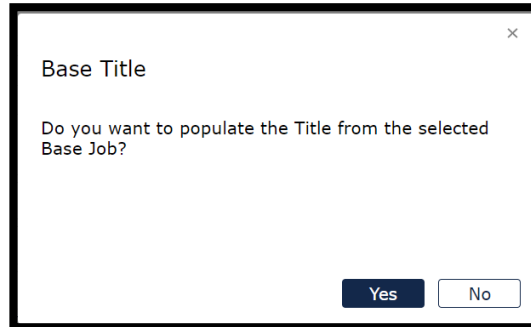 ×
Base Title
Do you want to populate the Title from the selected
Base Job?
Yes No